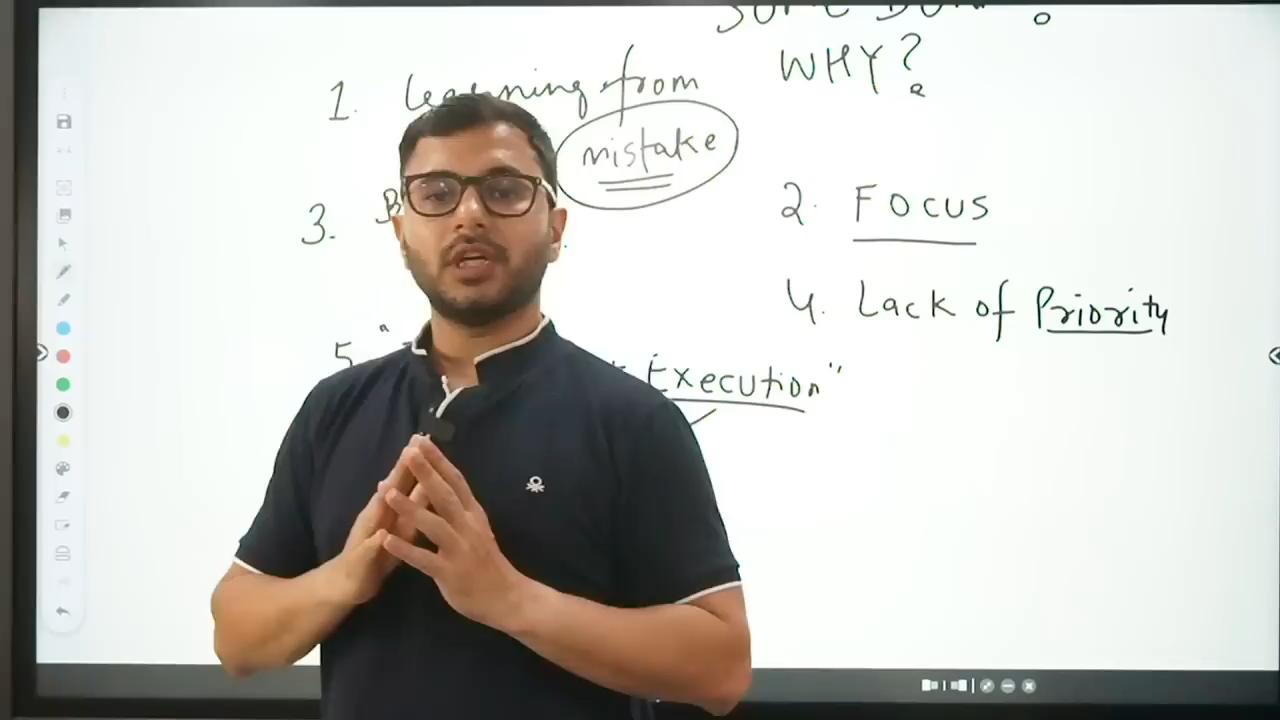 WHY?
1. Learning from
mistake
2. FOCUS
3. B
4. Lack of Priority
5.
Execution"